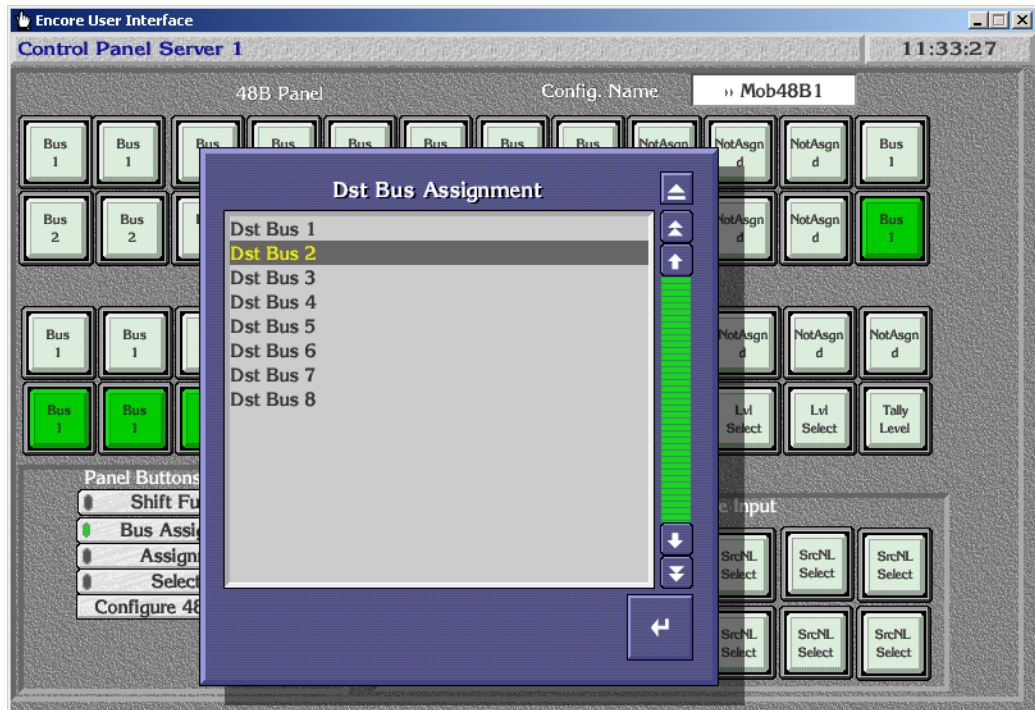 Encore User Interface
Control Panel Server 1
11:33:27
48B Panel
Config. Name
» Mob48B1
Bus Bus Bus Bus Bus Bus Bus Bus NotAsgn NotAsgn NotAsgn Bus
1 1 d d 1
Dst Bus Assignment
Bus Bus NotAsgn NotAsgn Bus
2 2 d d 1
Dst Bus 1
Dst Bus 2
Dst Bus 3
Dst Bus 4
Dst Bus 5
Dst Bus 6
Dst Bus 7
Dst Bus 8
Bus Bus NotAsgn NotAsgn NotAsgn
1 1 d d d
Bus Bus Lvl Lvl Tally
1 1 Select Select Level
Panel Buttons
Shift Fu
Bus Assig
Assign
Select
Configure 48
e Input
SrcNL SrcNL SrcNL
Select Select Select
SrcNL SrcNL SrcNL
Select Select Select